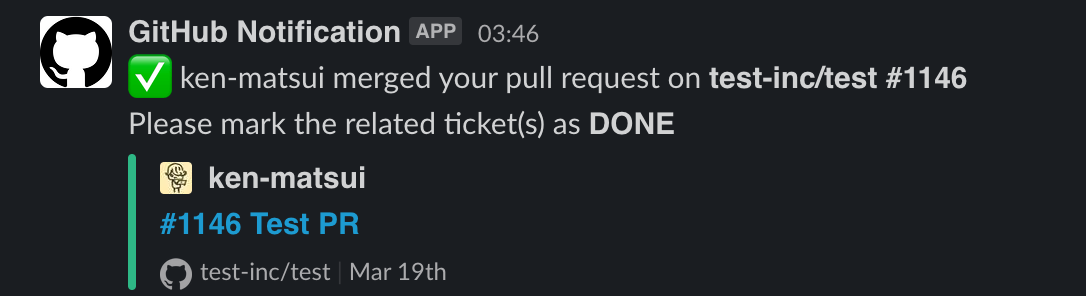 GitHub Notification APP 03:46
✅ ken-matsui merged your pull request on test-inc/test #1146
Please mark the related ticket(s) as DONE
ken-matsui
#1146 Test PR
test-inc/test | Mar 19th